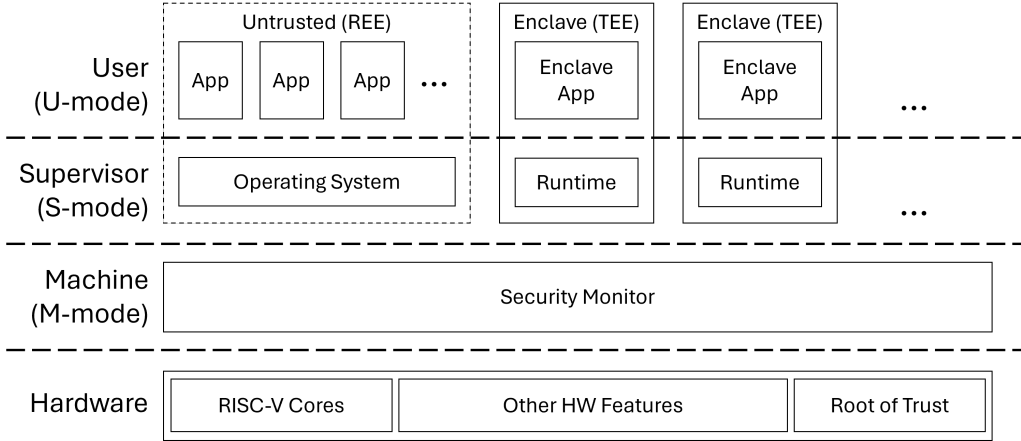 Untrusted (REE)
Enclave (TEE)
Enclave (TEE)
User
(U-mode)
App
App
App
...
Enclave
App
Enclave
App
...
Supervisor
(S-mode)
Operating System
Runtime
Runtime
...
Machine
(M-mode)
Security Monitor
Hardware
RISC-V Cores
Other HW Features
Root of Trust